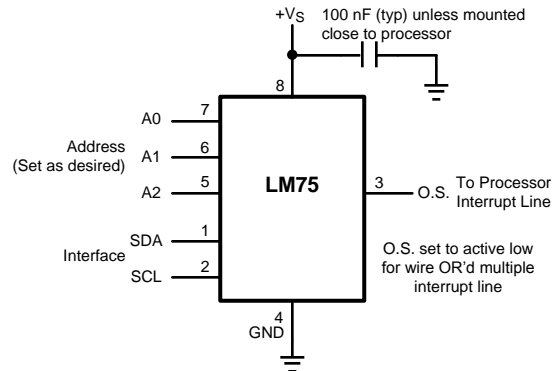 +VS
100 nF (typ) unless mounted
close to processor
8
A0
7
Address
(Set as desired)
A1
6
A2
5
LM75
3
O.S.
To Processor
Interrupt Line
SDA
1
Interface
SCL
2
O.S. set to active low
for wire OR'd multiple
interrupt line
4
GND